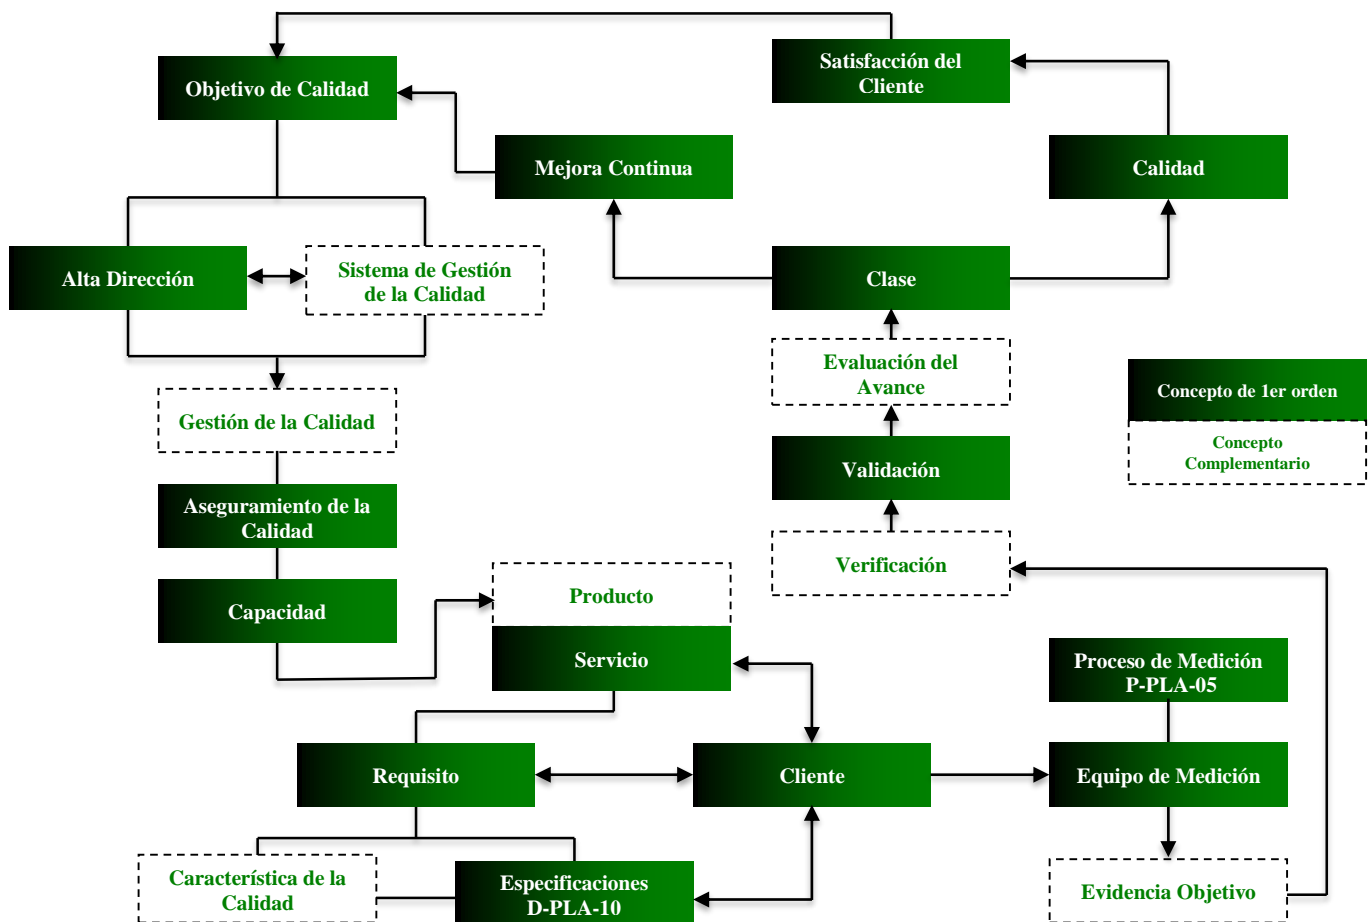 Satisfacción del
Cliente
Objetivo de Calidad
Mejora Continua
Calidad
Alta Dirección
Sistema de Gestión
de la Calidad
Clase
Evaluación del
Avance
Concepto de 1er orden
Concepto
Complementario
Gestión de la Calidad
Validación
Aseguramiento de la
Calidad
Verificación
Capacidad
Producto
Servicio
Proceso de Medición
P-PLA-05
Requisito
Cliente
Equipo de Medición
Característica de la
Calidad
Especificaciones
D-PLA-10
Evidencia Objetivo